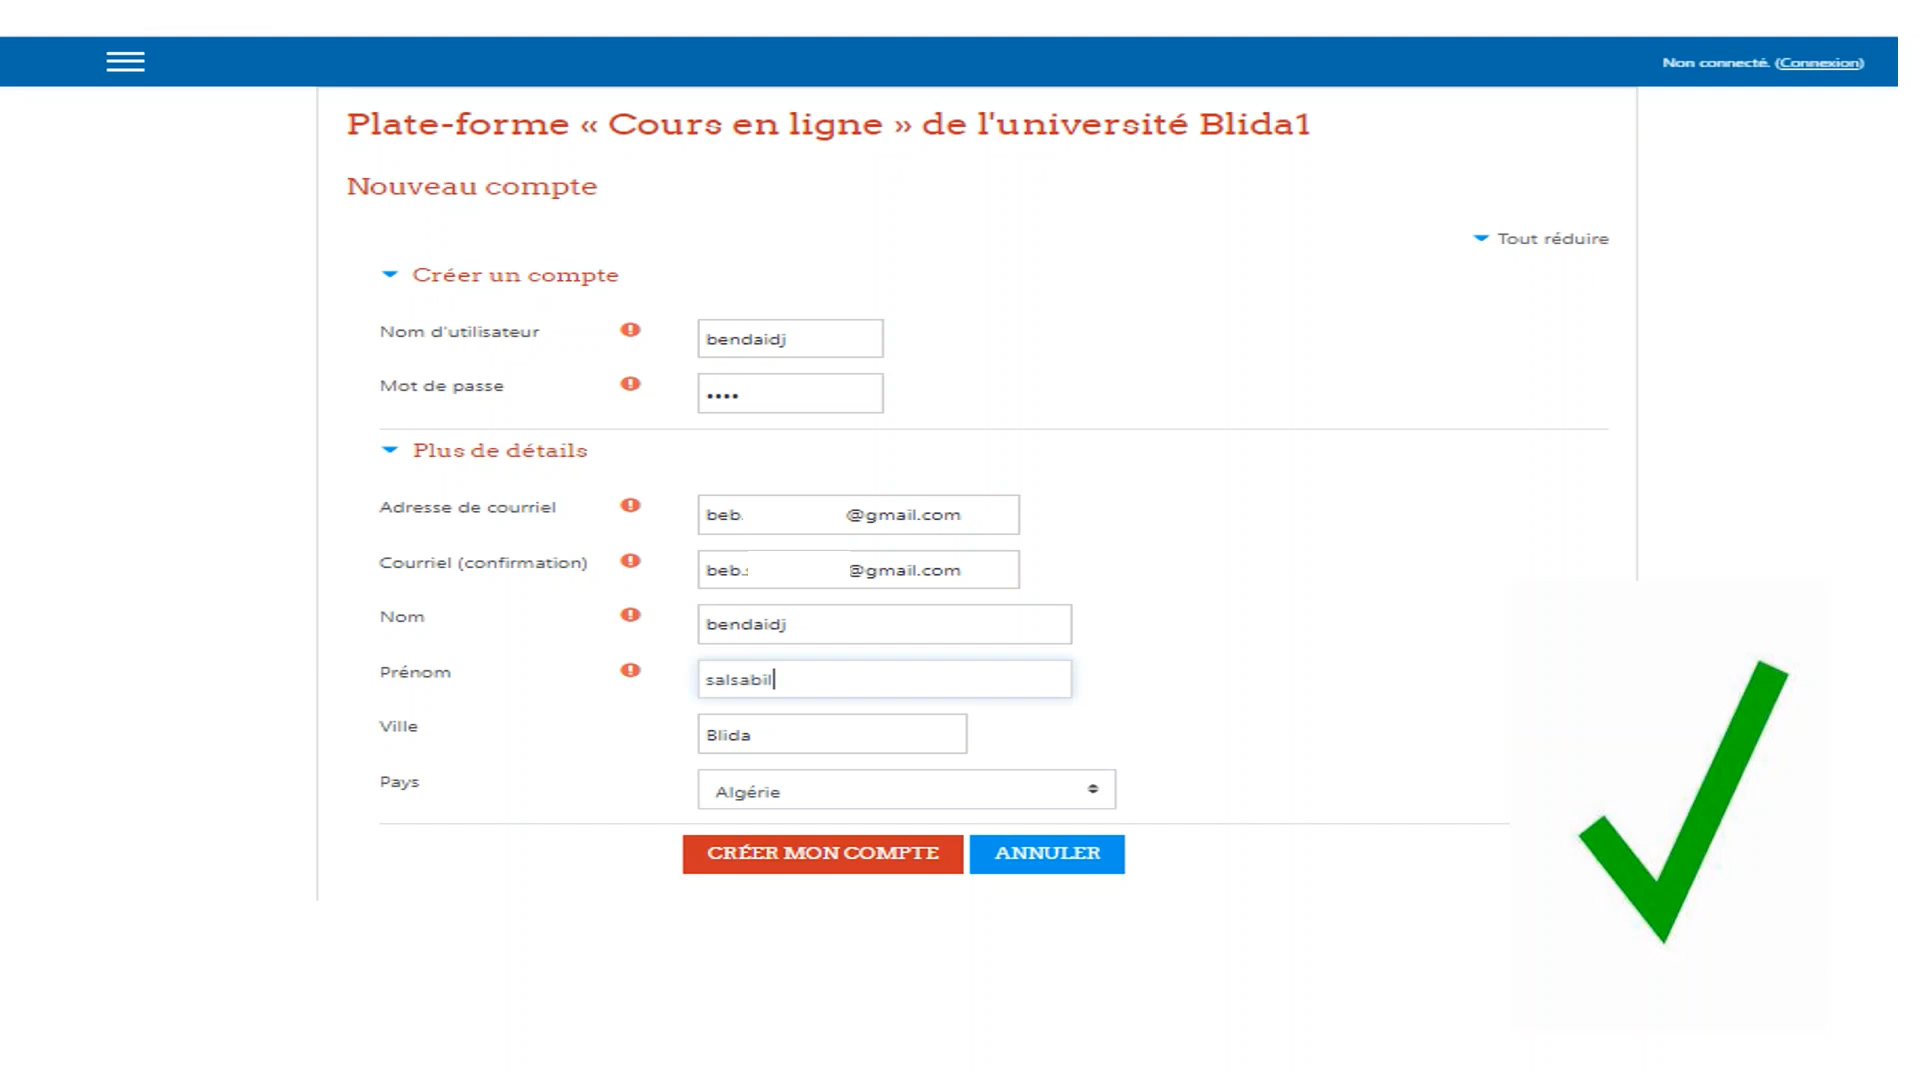 Non connecté. (Connexion)
Plate-forme « Cours en ligne » de l'université Blida1
Nouveau compte
Tout réduire
Créer un compte
Nom d'utilisateur bendaidj
Mot de passe ••••
Plus de détails
Adresse de courriel beb. @gmail.com
Courriel (confirmation) beb. @gmail.com
Nom bendaidj
Prénom salsabil
Ville Blida
Pays Algérie
CRÉER MON COMPTE ANNULER